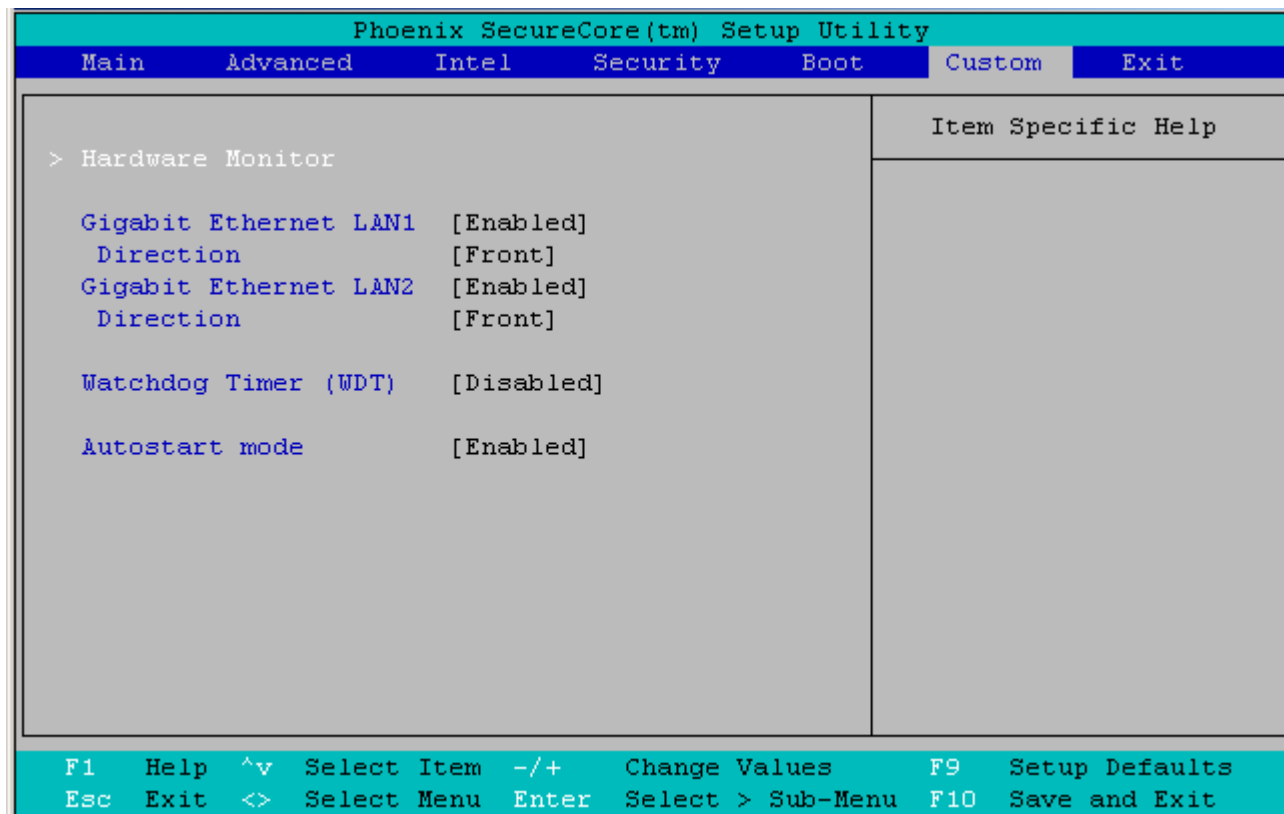 Phoenix SecureCore(tm) Setup Utility
Main Advanced Intel Security Boot Custom Exit
Item Specific Help
> Hardware Monitor
Gigabit Ethernet LAN1 [Enabled]
Direction [Front]
Gigabit Ethernet LAN2 [Enabled]
Direction [Front]
Watchdog Timer (WDT) [Disabled]
Autostart mode [Enabled]
F1 Help ^v Select Item -/+ Change Values F9 Setup Defaults
Esc Exit <> Select Menu Enter Select > Sub-Menu F10 Save and Exit